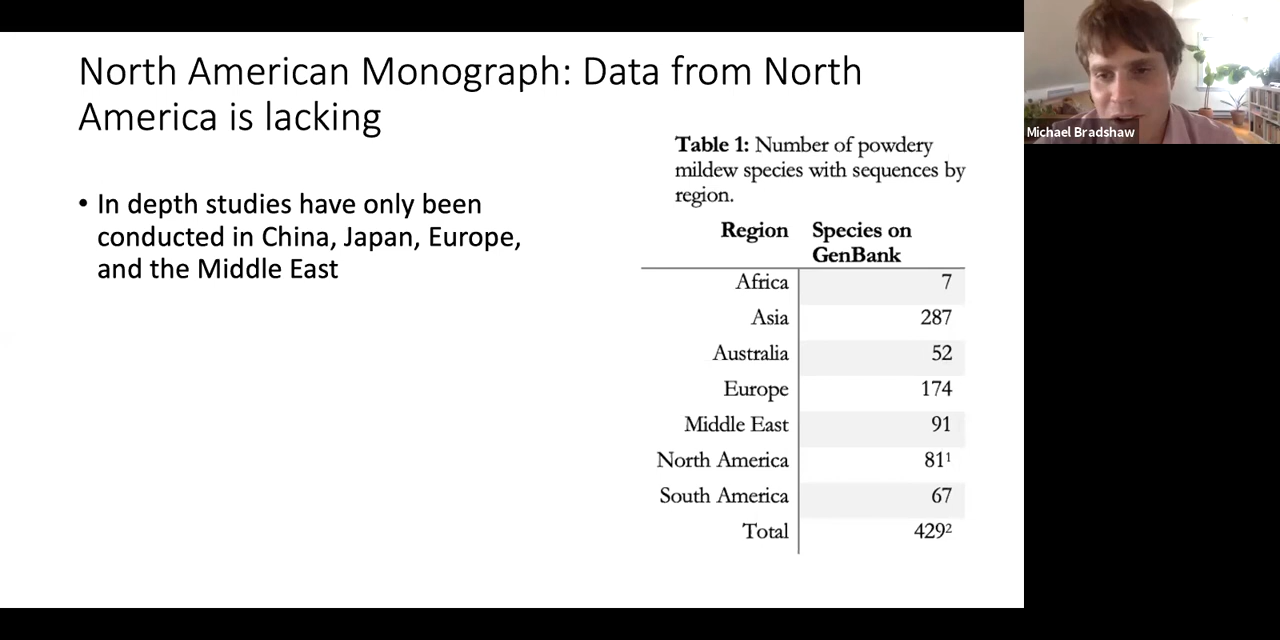 North American Monograph: Data from North
America is lacking
• In depth studies have only been
conducted in China, Japan, Europe,
and the Middle East
Table 1: Number of powdery
mildew species with sequences by
region.
Region Species on
GenBank
Africa 7
Asia 287
Australia 52
Europe 174
Middle East 91
North America 81¹
South America 67
Total 429²
Michael Bradshaw